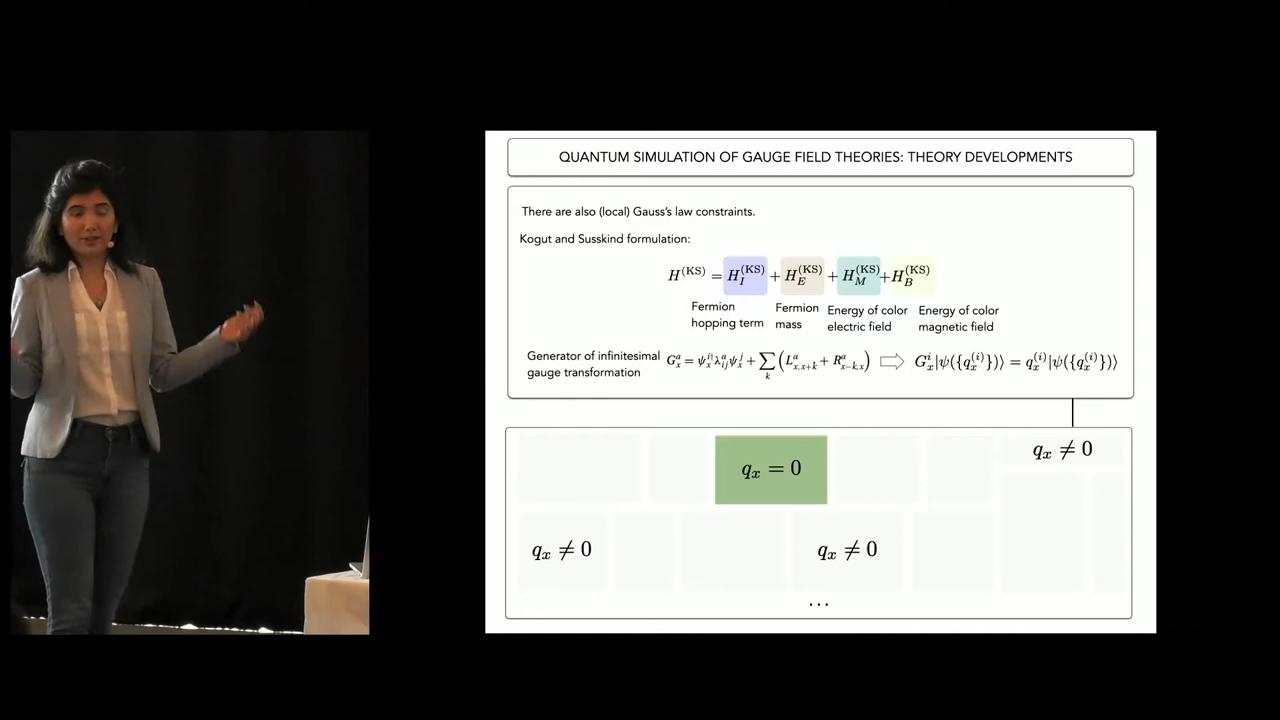 QUANTUM SIMULATION OF GAUGE FIELD THEORIES: THEORY DEVELOPMENTS
There are also (local) Gauss's law constraints.
Kogut and Susskind formulation:
H^{(KS)} = H_I^{(KS)} + H_E^{(KS)} + H_M^{(KS)} + H_B^{(KS)}
Fermion hopping term
Fermion mass
Energy of color electric field
Energy of color magnetic field
Generator of infinitesimal gauge transformation
G_x^a = ψ_x^{i†} λ_{ij}^a ψ_x^j + ∑_k (L_{x,x+k}^a + R_{x-k,x}^a) ⇨ G_x^i|ψ({q_x^{(i)}})⟩ = q_x^{(i)}|ψ({q_x^{(i)}})⟩
q_x ≠ 0
q_x = 0
q_x ≠ 0
q_x ≠ 0
...